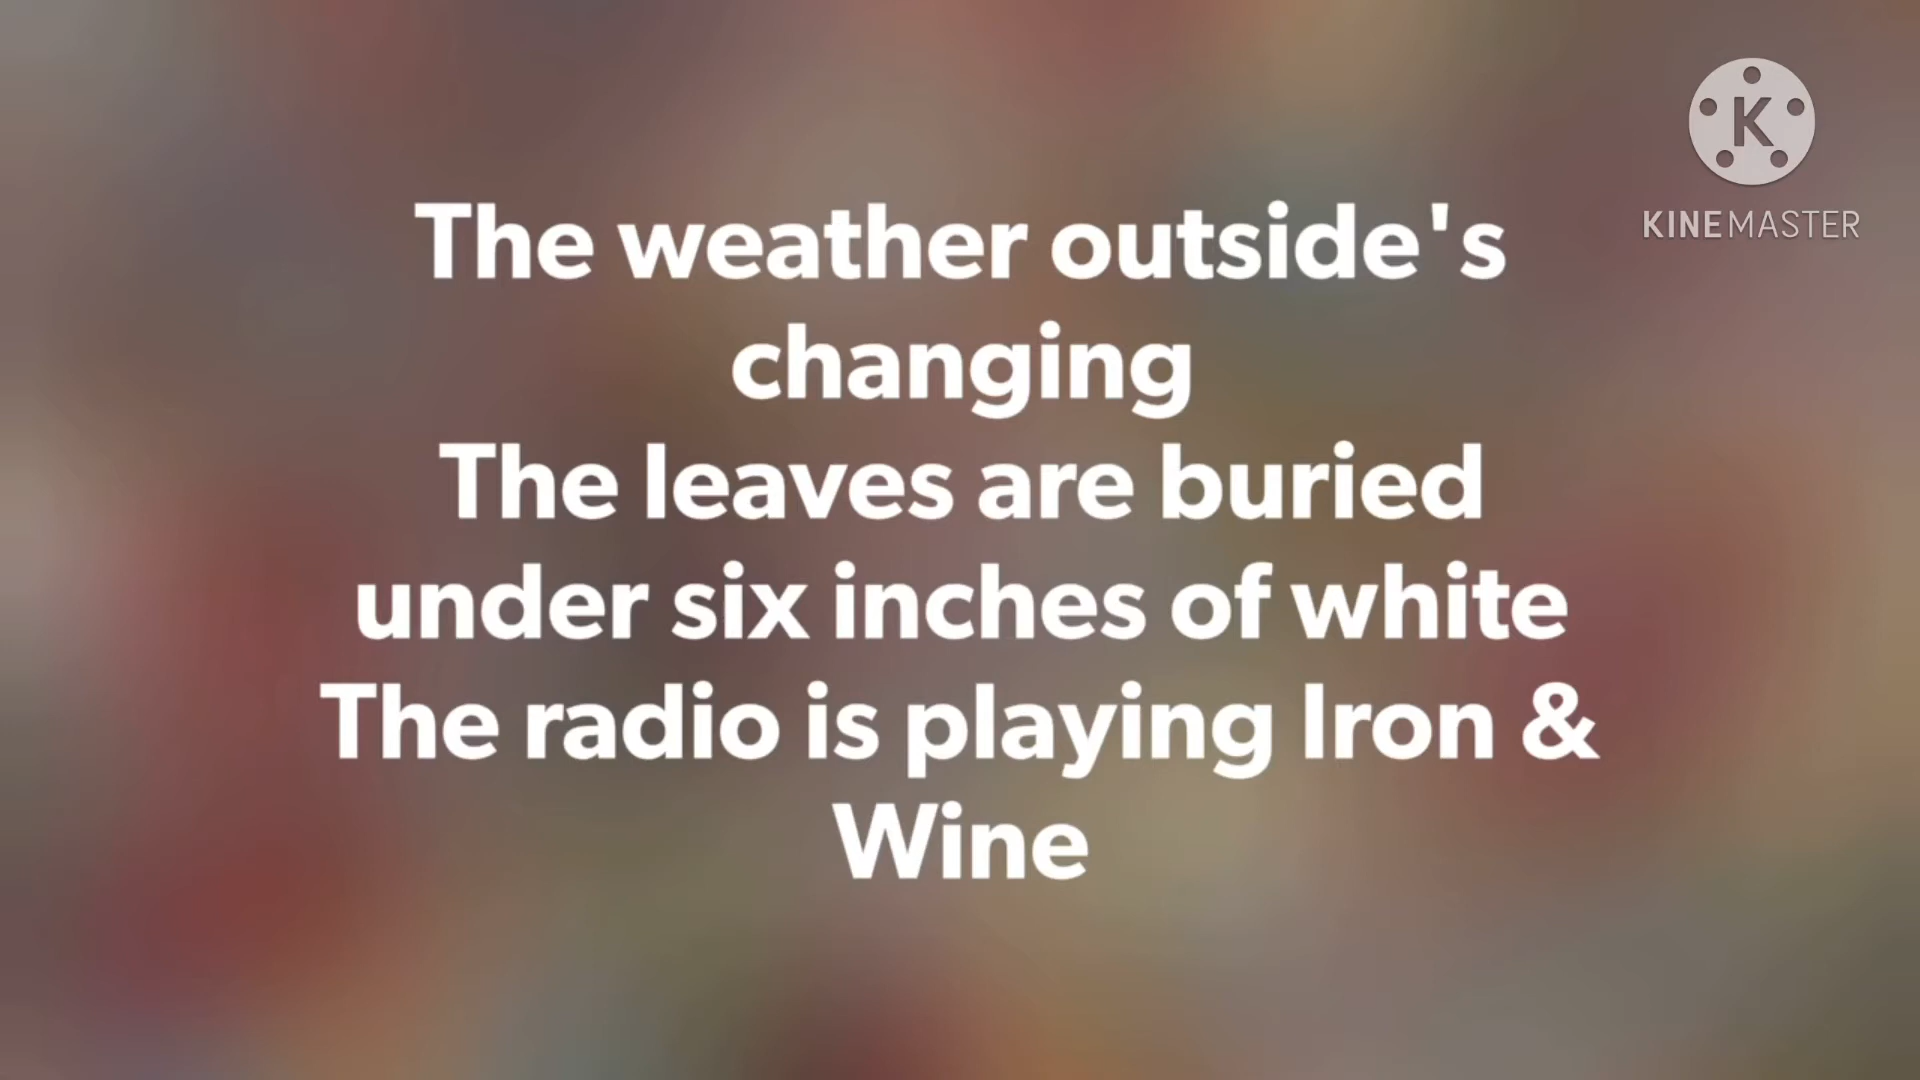 The weather outside's
changing
The leaves are buried
under six inches of white
The radio is playing Iron &
Wine
K
KINEMASTER